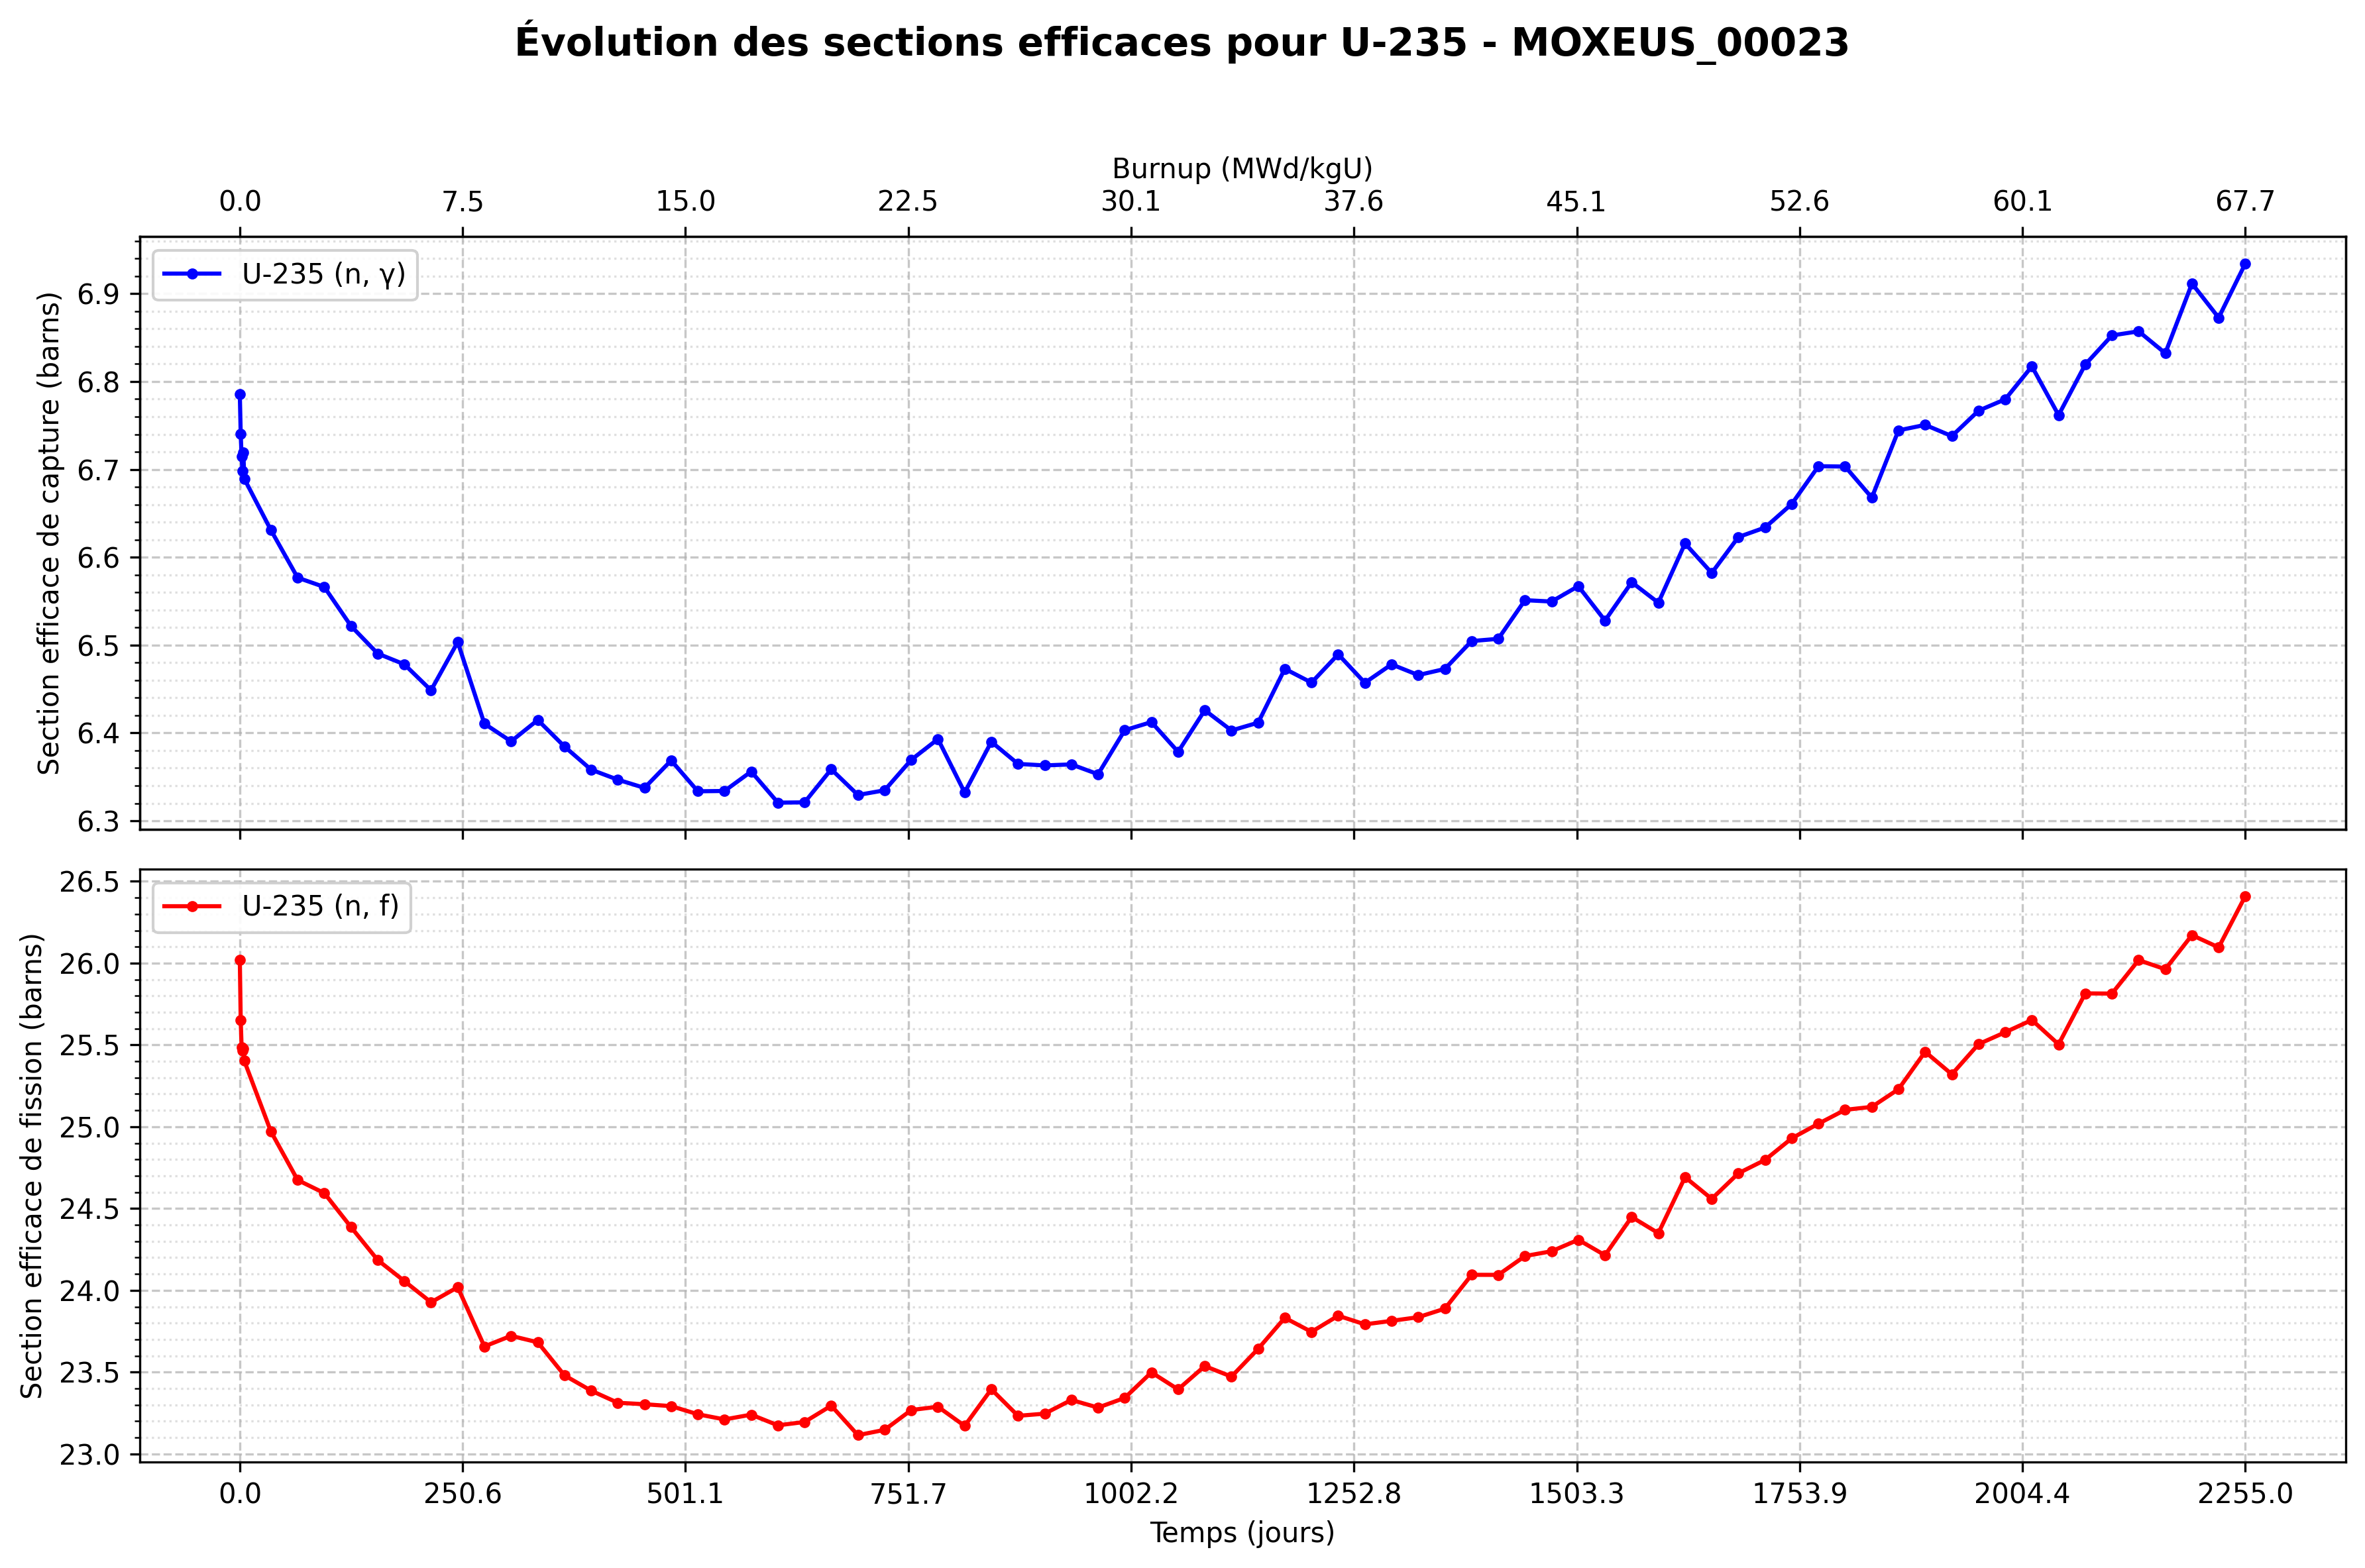 Évolution des sections efficaces pour U-235 - MOXEUS_00023
Burnup (MWd/kgU)
0.0 7.5 15.0 22.5 30.1 37.6 45.1 52.6 60.1 67.7
U-235 (n, γ)
Section efficace de capture (barns)
6.9
6.8
6.7
6.6
6.5
6.4
6.3
U-235 (n, f)
Section efficace de fission (barns)
26.5
26.0
25.5
25.0
24.5
24.0
23.5
23.0
0.0 250.6 501.1 751.7 1002.2 1252.8 1503.3 1753.9 2004.4 2255.0
Temps (jours)